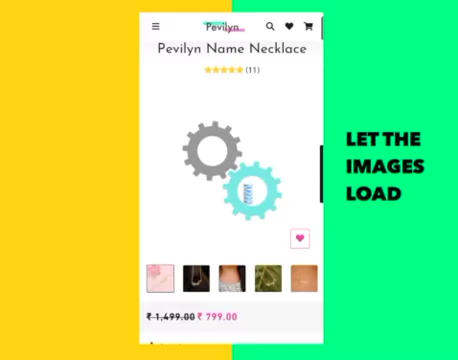 Pevilyn
Pevilyn Name Necklace
(11)
LET THE
IMAGES
LOAD
₹ 1,499.00 ₹ 799.00